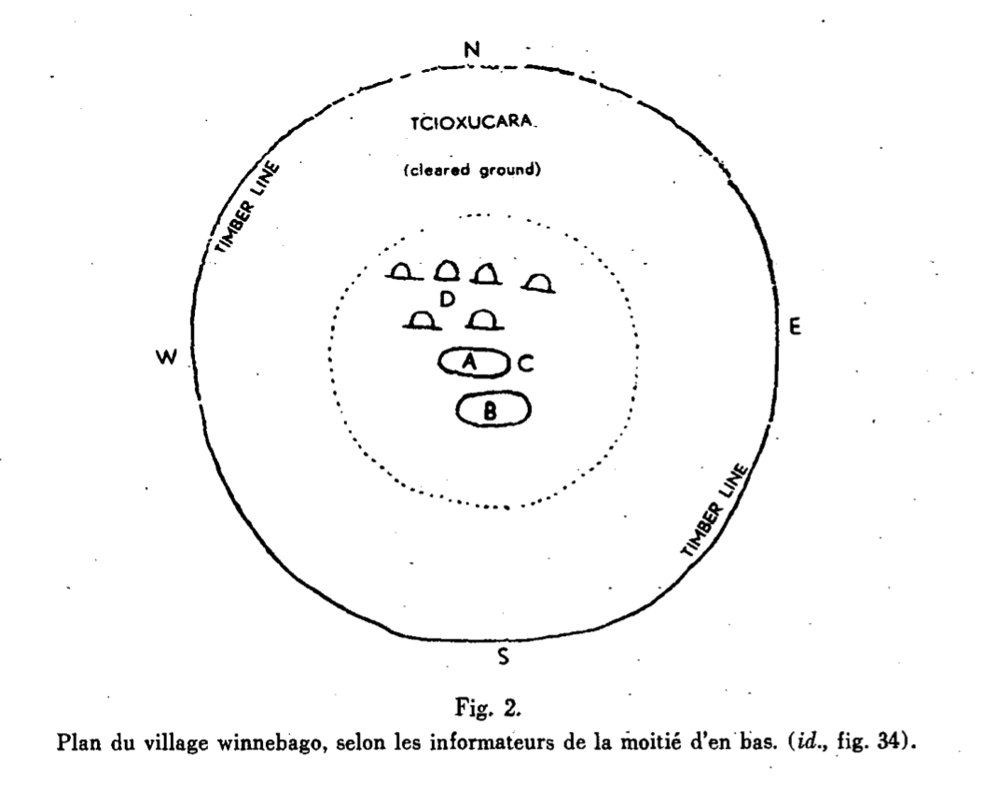 N
TCIOXUCARA
(cleared ground)
TIMBER LINE
D
E
W
A C
B
TIMBER LINE
S
Fig. 2.
Plan du village winnebago, selon les informateurs de la moitié d'en bas. (id., fig. 34).